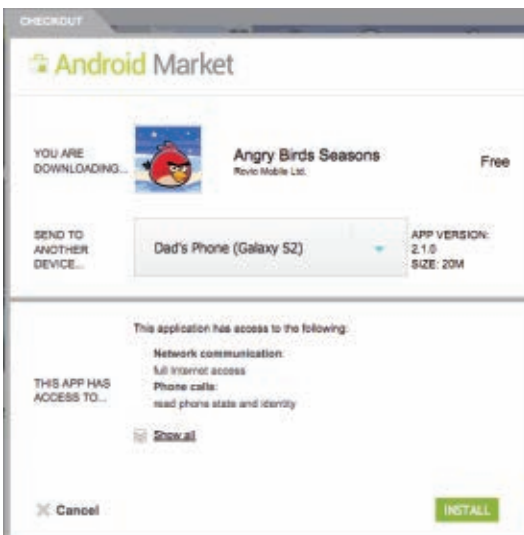 CHECKOUT
Android Market
YOU ARE
DOWNLOADING...
Angry Birds Seasons
Rovio Mobile Ltd.
Free
SEND TO
ANOTHER
DEVICE...
Dad's Phone (Galaxy S2)
APP VERSION:
2.1.0
SIZE: 20M
This application has access to the following:
Network communication:
full Internet access
THIS APP HAS
ACCESS TO...
Phone calls:
read phone state and identity
Show all
Cancel
INSTALL